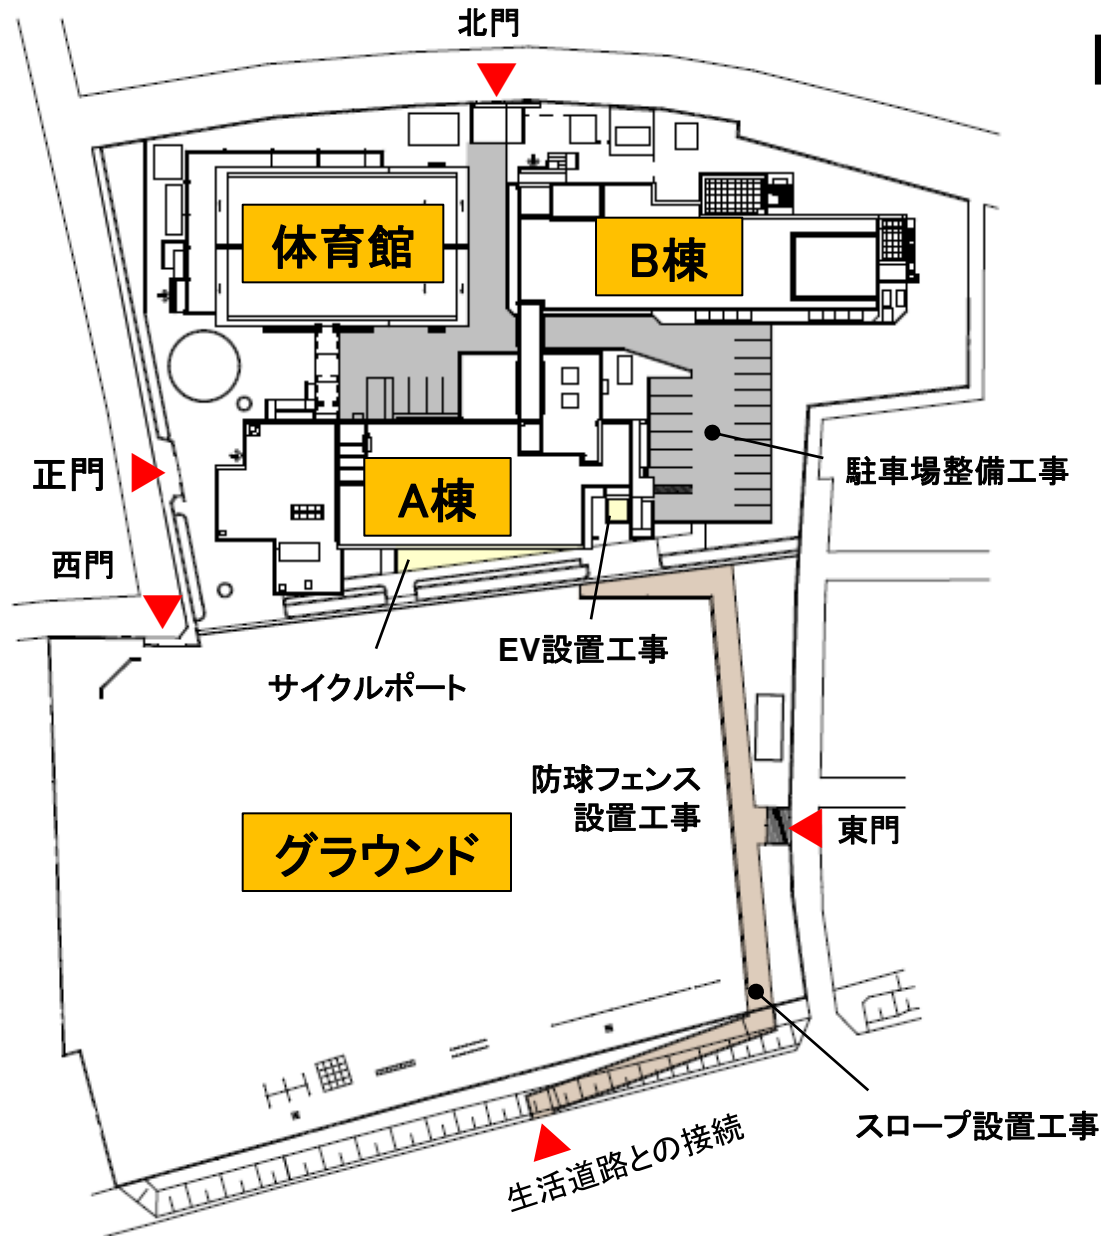 北門
体育館
B棟
正門
駐車場整備工事
A棟
西門
EV設置工事
サイクルポート
防球フェンス
設置工事
グラウンド
東門
スロープ設置工事
生活道路との接続